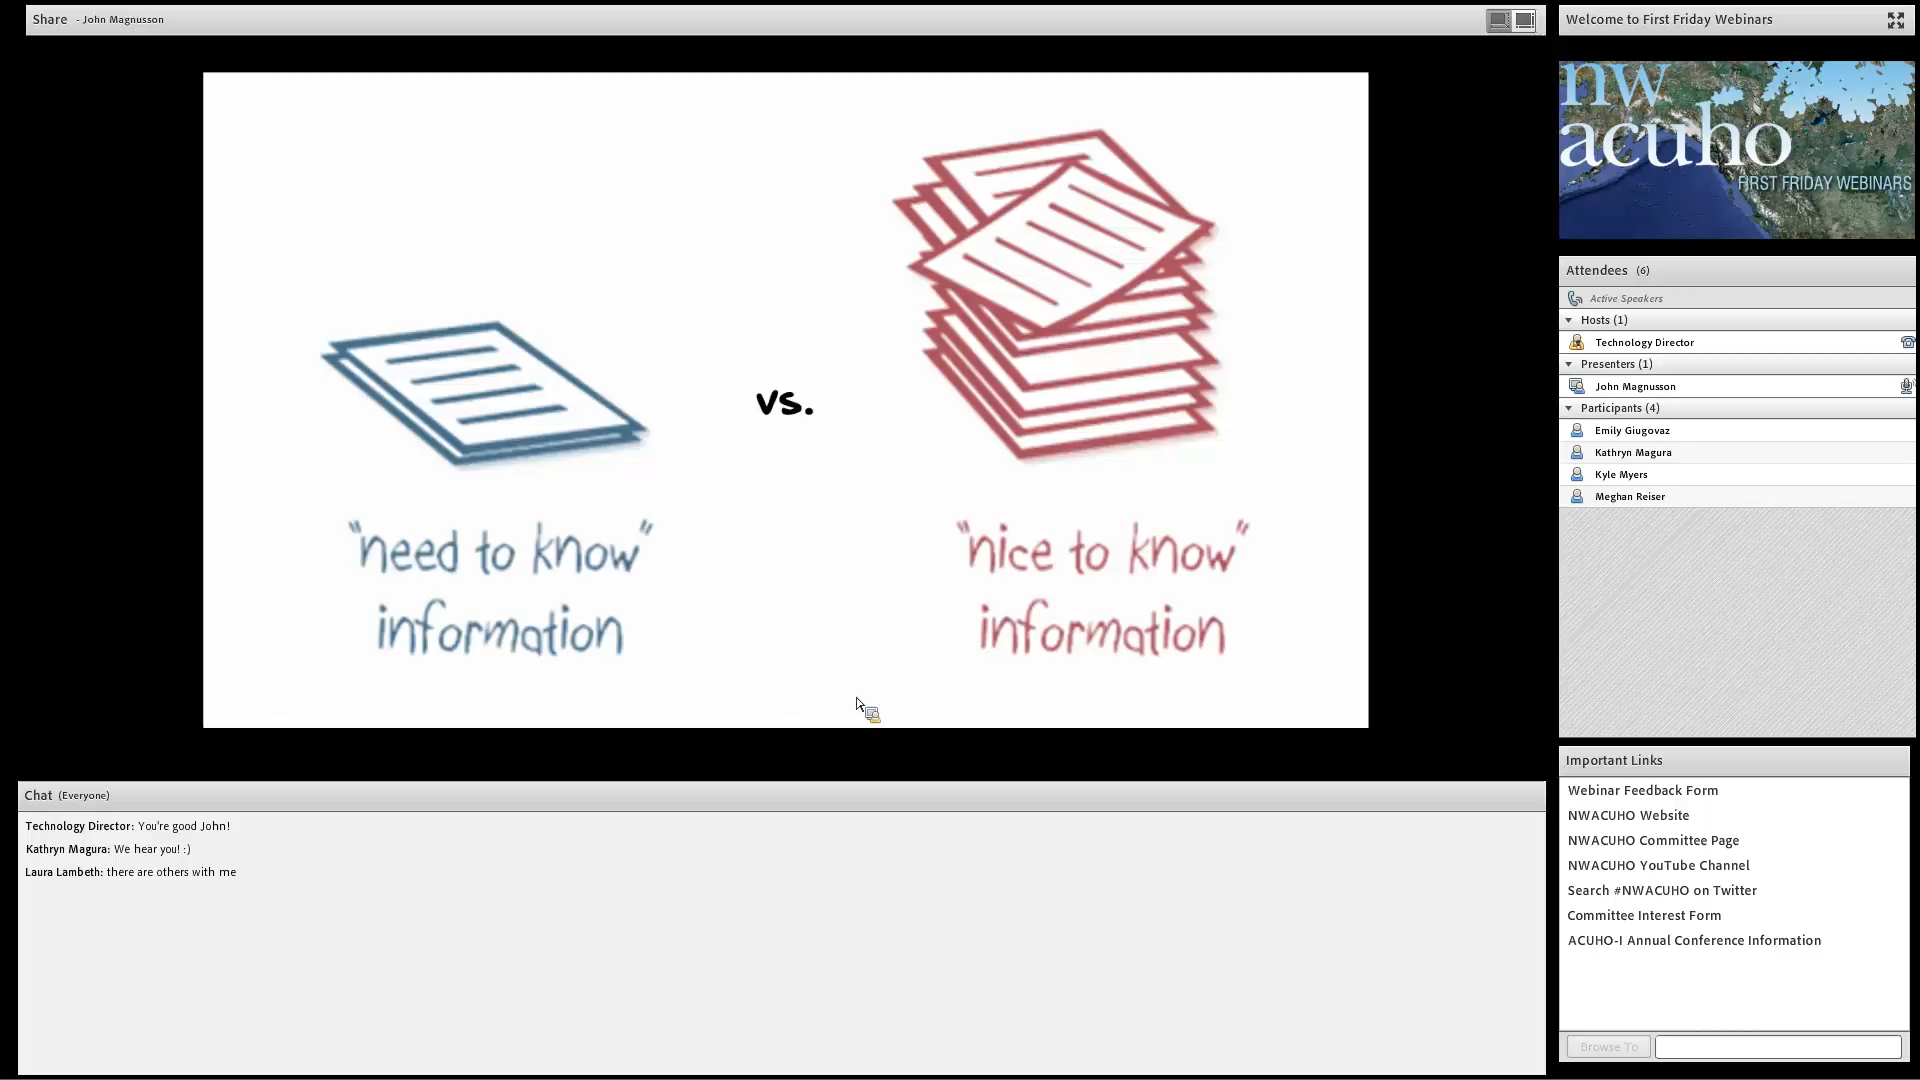 Share - John Magnusson
Welcome to First Friday Webinars
"need to know"
information
vs.
"nice to know"
information
nw
acuho
FIRST FRIDAY WEBINARS
Attendees (6)
Active Speakers
Hosts (1)
Technology Director
Presenters (1)
John Magnusson
Participants (4)
Emily Giugovaz
Kathryn Magura
Kyle Myers
Meghan Reiser
Chat (Everyone)
Technology Director: You're good John!
Kathryn Magura: We hear you! :)
Laura Lambeth: there are others with me
Important Links
Webinar Feedback Form
NWACUHO Website
NWACUHO Committee Page
NWACUHO YouTube Channel
Search #NWACUHO on Twitter
Committee Interest Form
ACUHO-I Annual Conference Information
Browse To